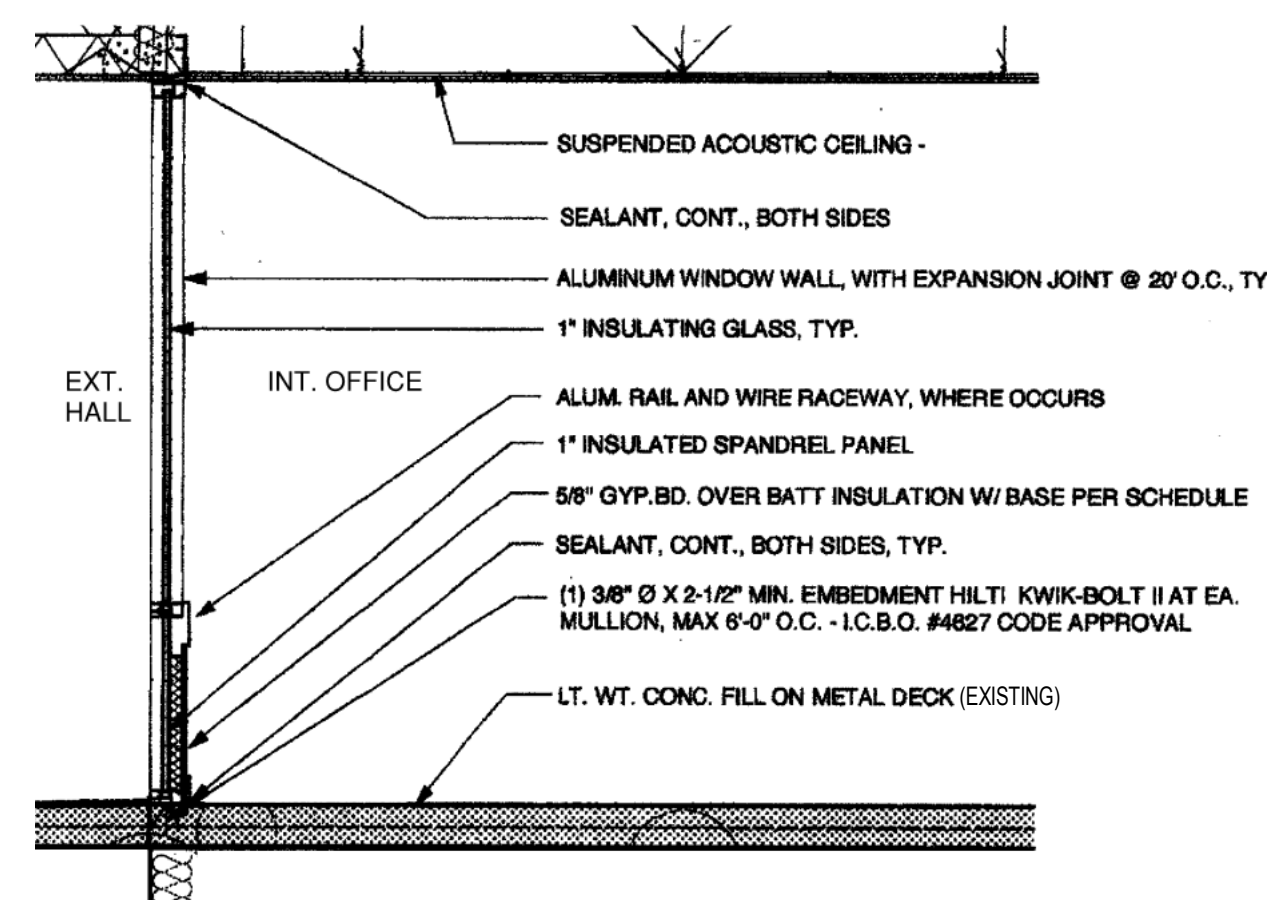 SUSPENDED ACOUSTIC CEILING -
SEALANT, CONT., BOTH SIDES
ALUMINUM WINDOW WALL, WITH EXPANSION JOINT @ 20' O.C., TY
1" INSULATING GLASS, TYP.
EXT.
HALL
INT. OFFICE
ALUM. RAIL AND WIRE RACEWAY, WHERE OCCURS
1" INSULATED SPANDREL PANEL
5/8" GYP.BD. OVER BATT INSULATION W/ BASE PER SCHEDULE
SEALANT, CONT., BOTH SIDES, TYP.
(1) 3/8" Ø X 2-1/2" MIN. EMBEDMENT HILTI KWIK-BOLT II AT EA.
MULLION, MAX 6'-0" O.C. - I.C.B.O. #4627 CODE APPROVAL
LT. WT. CONC. FILL ON METAL DECK (EXISTING)